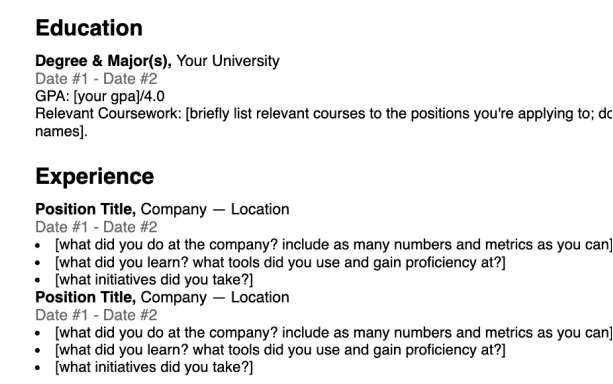 Education
Degree & Major(s), Your University
Date #1 - Date #2
GPA: [your gpa]/4.0
Relevant Coursework: [briefly list relevant courses to the positions you're applying to; do
names].
Experience
Position Title, Company — Location
Date #1 - Date #2
• [what did you do at the company? include as many numbers and metrics as you can]
• [what did you learn? what tools did you use and gain proficiency at?]
• [what initiatives did you take?]
Position Title, Company — Location
Date #1 - Date #2
• [what did you do at the company? include as many numbers and metrics as you can]
• [what did you learn? what tools did you use and gain proficiency at?]
• [what initiatives did you take?]